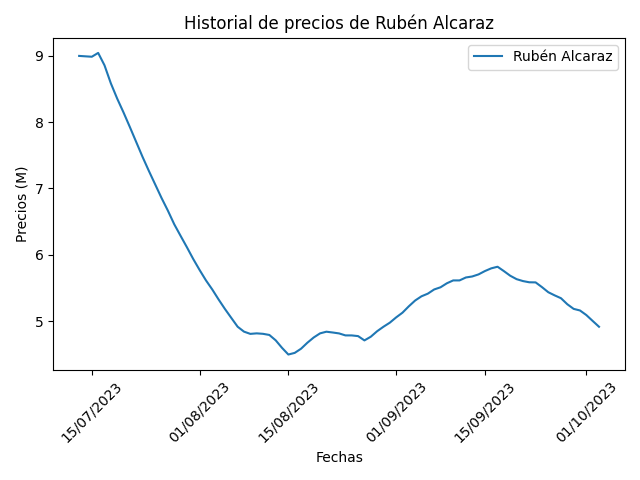 Historial de precios de Rubén Alcaraz
Rubén Alcaraz
Precios (M)
9
8
7
6
5
15/07/2023
01/08/2023
15/08/2023
01/09/2023
15/09/2023
01/10/2023
Fechas